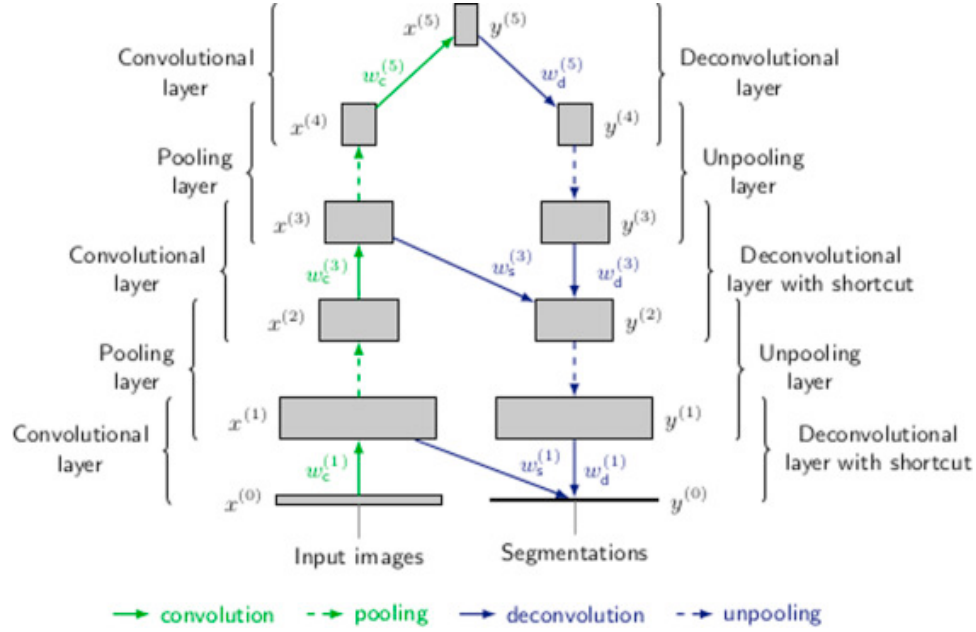 x^(5) y^(5)
Convolutional
layer
w_c^(5) w_d^(5)
Deconvolutional
layer
x^(4) y^(4)
Pooling
layer
Unpooling
layer
x^(3) y^(3)
Convolutional
layer
w_c^(3) w_s^(3) w_d^(3)
Deconvolutional
layer with shortcut
x^(2) y^(2)
Pooling
layer
Unpooling
layer
x^(1) y^(1)
Convolutional
layer
w_c^(1) w_s^(1) w_d^(1)
Deconvolutional
layer with shortcut
x^(0) y^(0)
Input images Segmentations
convolution pooling deconvolution unpooling